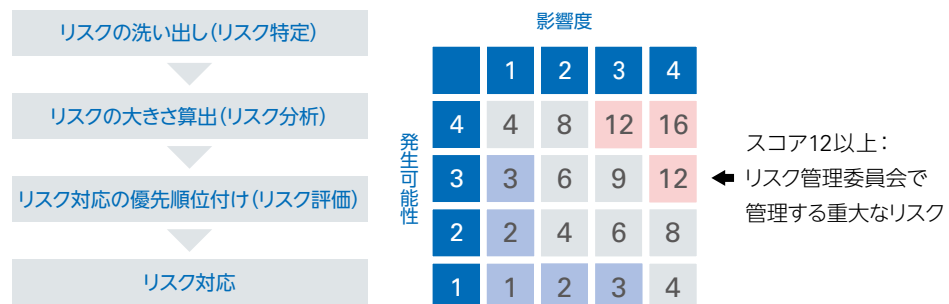 リスクの洗い出し(リスク特定)
リスクの大きさ算出(リスク分析)
リスク対応の優先順位付け(リスク評価)
リスク対応
影響度
発生可能性
1 2 3 4
4 4 8 12 16
3 3 6 9 12
2 2 4 6 8
1 1 2 3 4
スコア12以上:
リスク管理委員会で
管理する重大なリスク